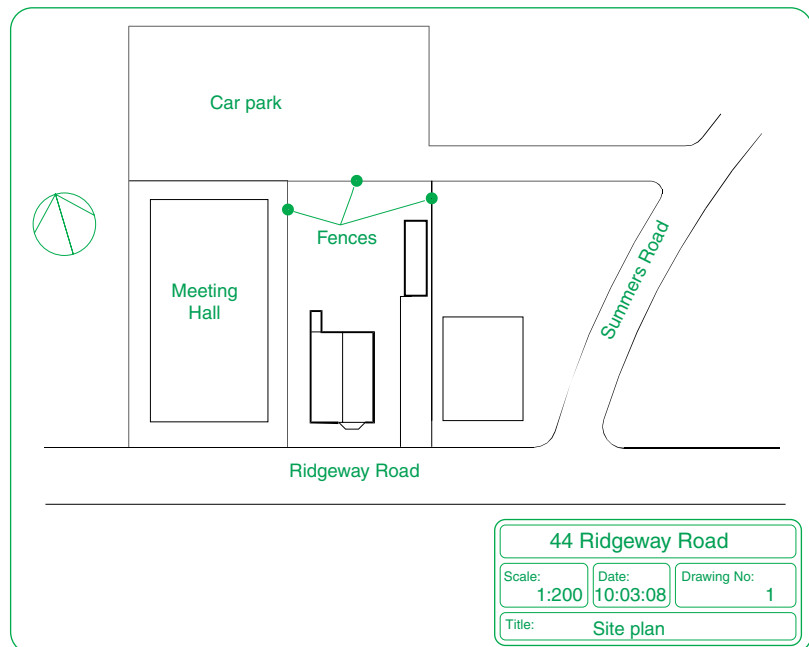 Car park
Fences
Meeting
Hall
Summers Road
Ridgeway Road
44 Ridgeway Road
Scale:
1:200
Date:
10:03:08
Drawing No:
1
Title:
Site plan